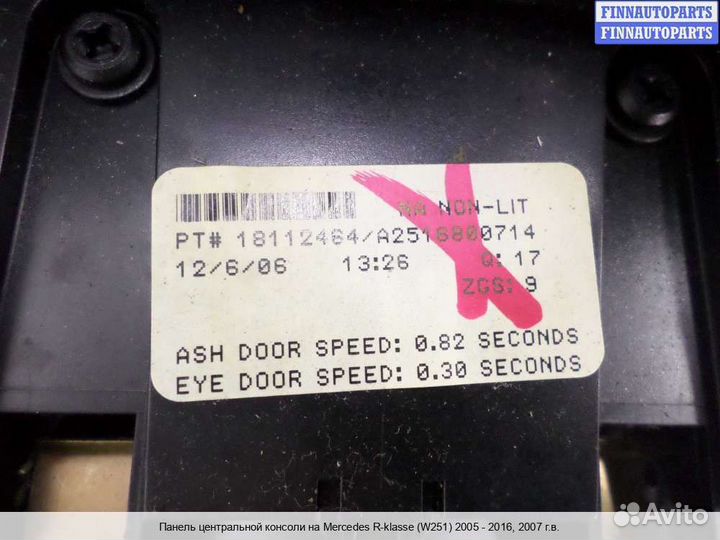 FINNAUTOPARTS
FINNAUTOPARTS
NON-LIT
PT# 18112464/A2516800714
12/6/06 13:26 Q: 17
ZGS: 9
ASH DOOR SPEED: 0.82 SECONDS
EYE DOOR SPEED: 0.30 SECONDS
Avito
Панель центральной консоли на Mercedes R-klasse (W251) 2005 - 2016, 2007 г.в.